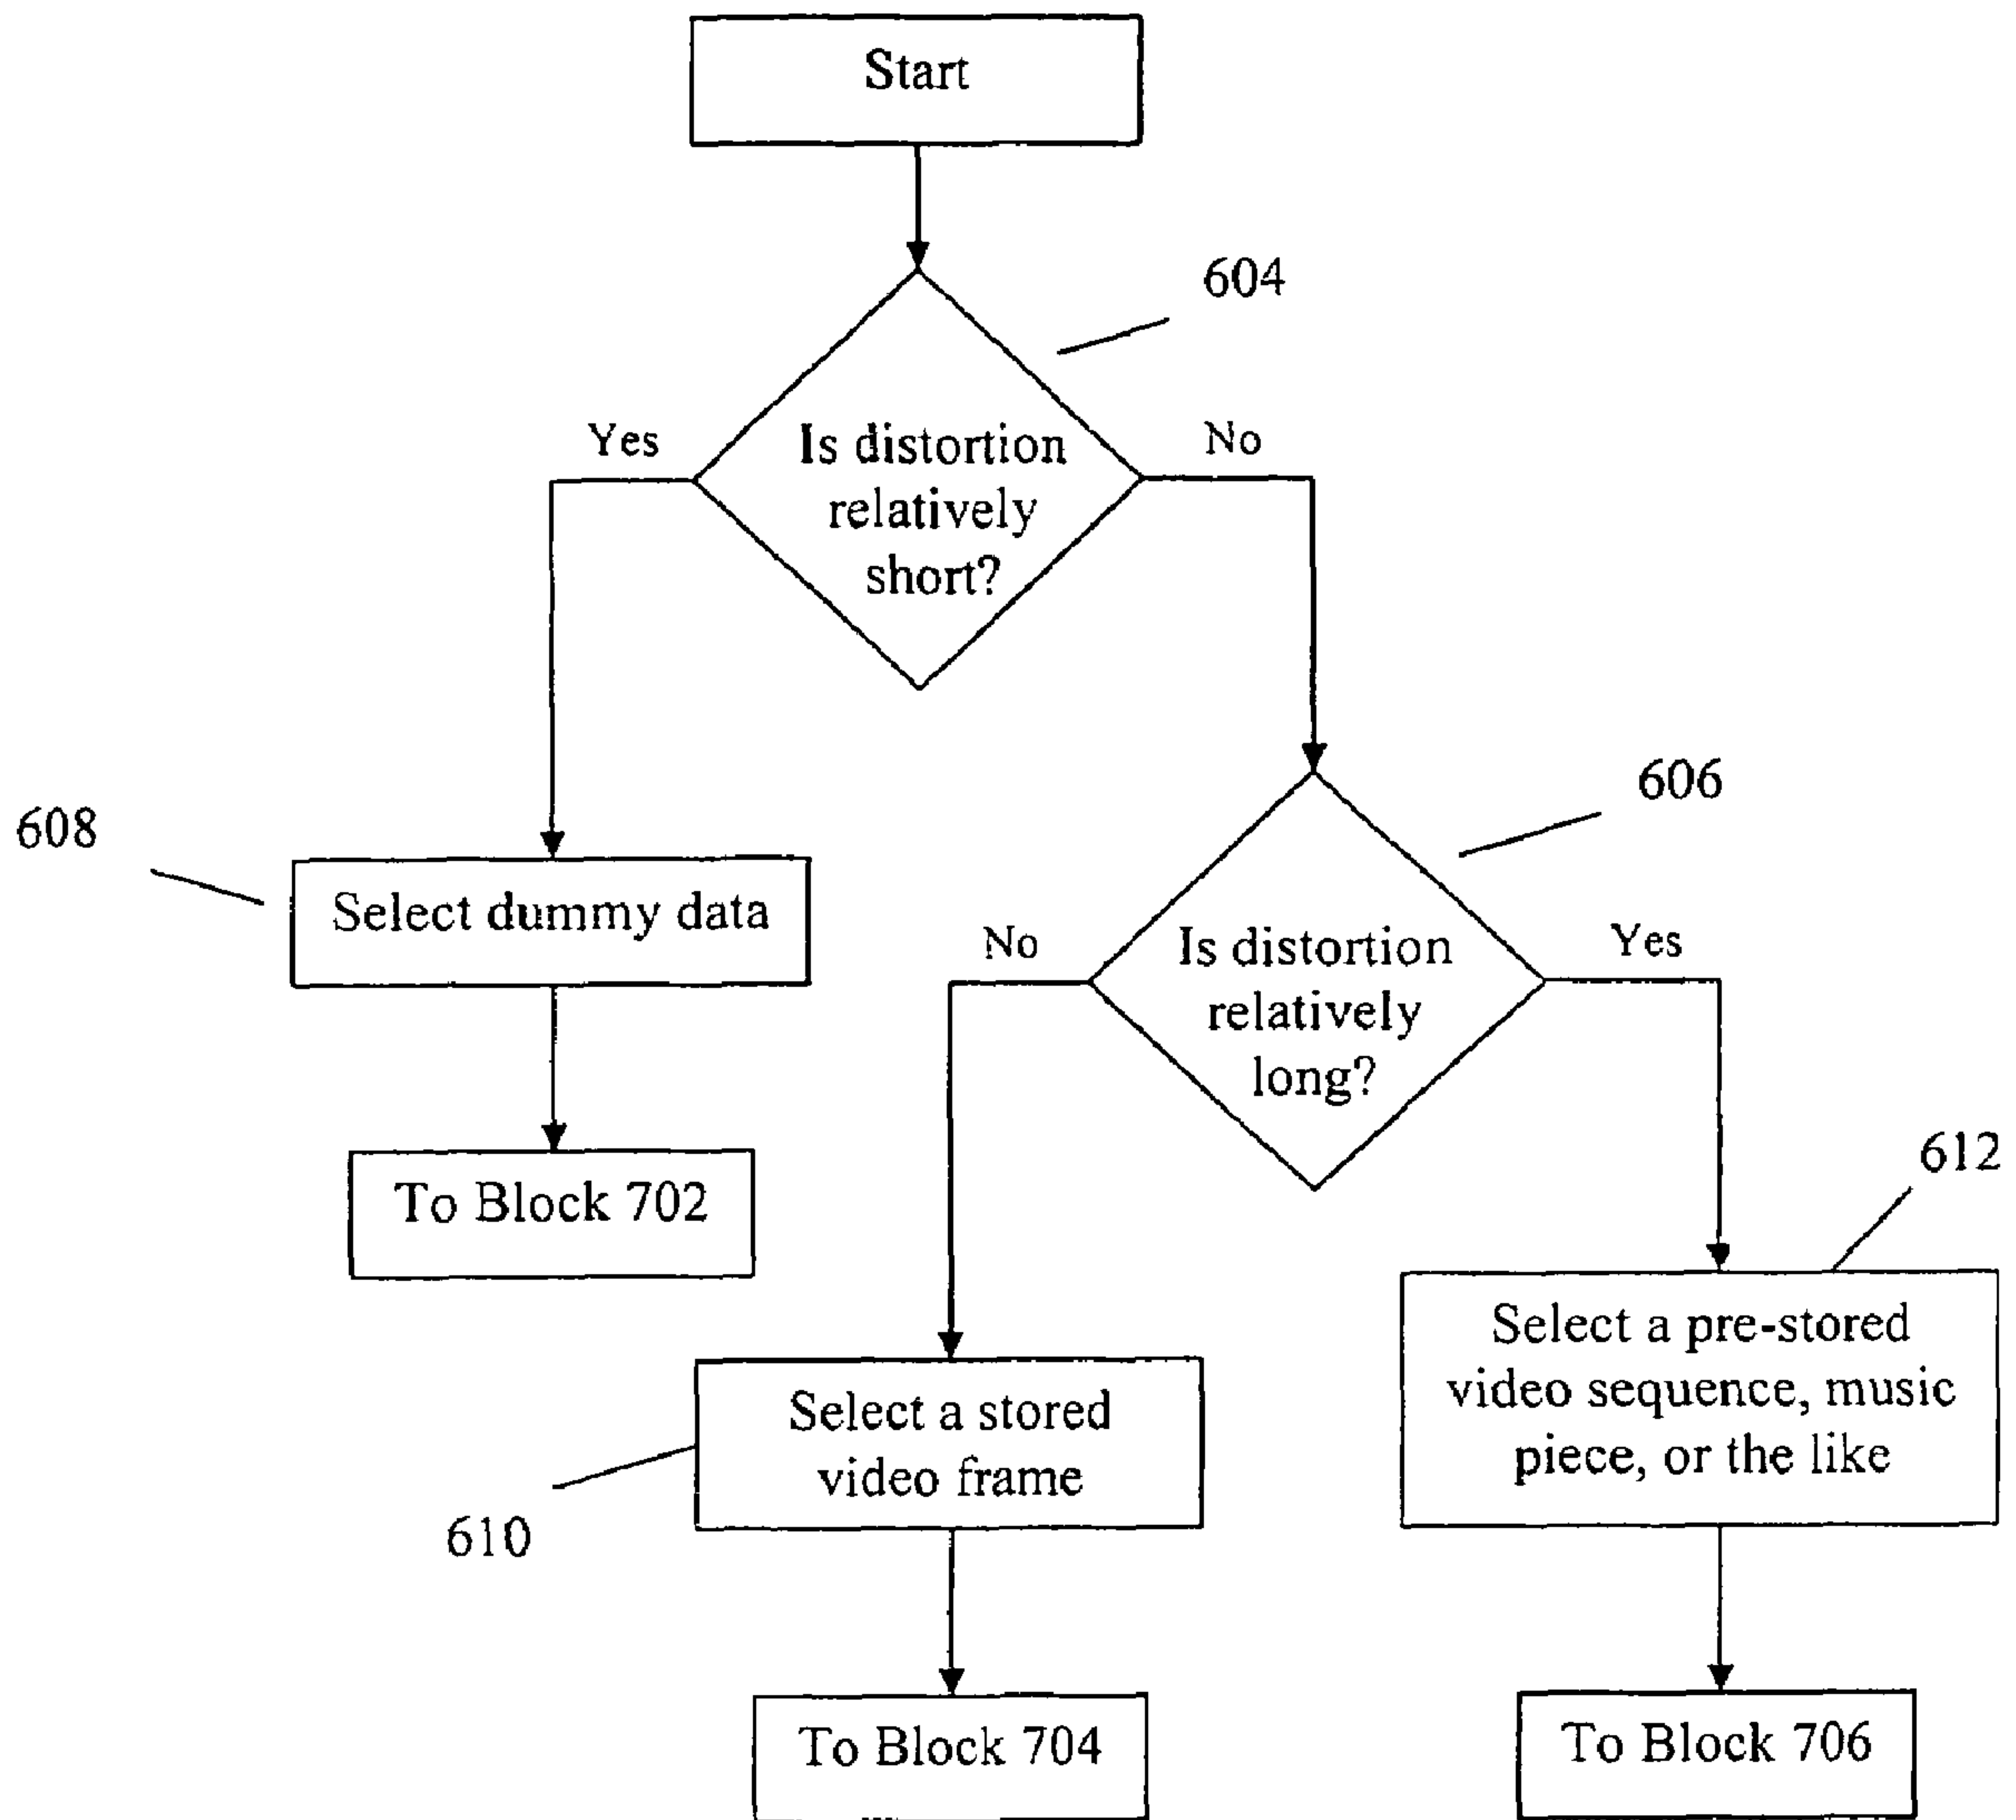 Start
604
Yes
Is distortion
relatively
short?
No
606
608
Select dummy data
No
Is distortion
relatively
long?
Yes
To Block 702
612
Select a stored
video frame
610
Select a pre-stored
video sequence, music
piece, or the like
To Block 704
To Block 706